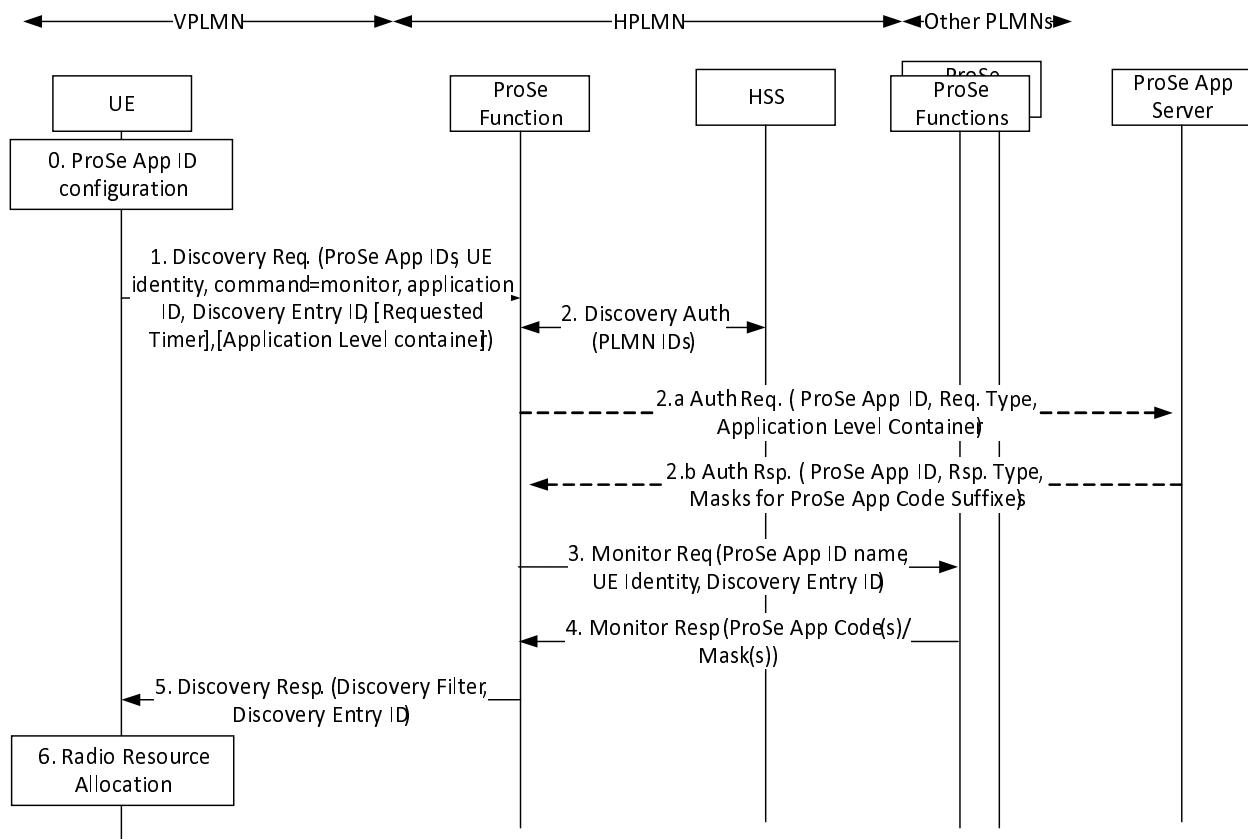 VPLMN
HPLMN
Other PLMNs
UE
ProSe
Function
HSS
ProSe
ProSe
Functions
ProSe App
Server
0. ProSe App ID
configuration
1. Discovery Req. (ProSe App IDs, UE
identity, command=monitor, application
ID, Discovery Entry ID, [Requested
Timer],[Application Level container])
2. Discovery Auth
(PLMN IDs)
2.a Auth Req. ( ProSe App ID, Req. Type,
Application Level Container)
2.b Auth Rsp. ( ProSe App ID, Rsp. Type,
Masks for ProSe App Code Suffixes)
3. Monitor Req (ProSe App ID name,
UE Identity, Discovery Entry ID)
4. Monitor Resp (ProSe App Code(s)/
Mask(s))
5. Discovery Resp. (Discovery Filter,
Discovery Entry ID)
6. Radio Resource
Allocation